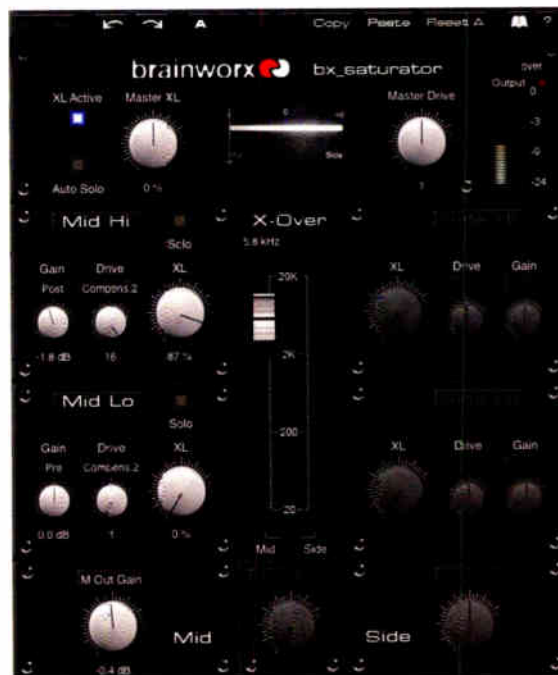 A Copy Paste Reset ?
brainworx bx_saturator
over
Output 0
XL Active Master XL Master Drive
-3
-9
-24
Side
Auto Solo 0 % 1
Mid Hi X-Over
Solo 5.8 kHz
Gain Drive XL 20K XL Drive Gain
Post Compens.2
-1.8 dB 16 87 % 2K
Mid Lo
Solo
200
Gain Drive XL XL Drive Gain
Pre Compens.2
20
0.0 dB 1 0 %
Mid Side
M Out Gain
Mid Side
-0.4 dB